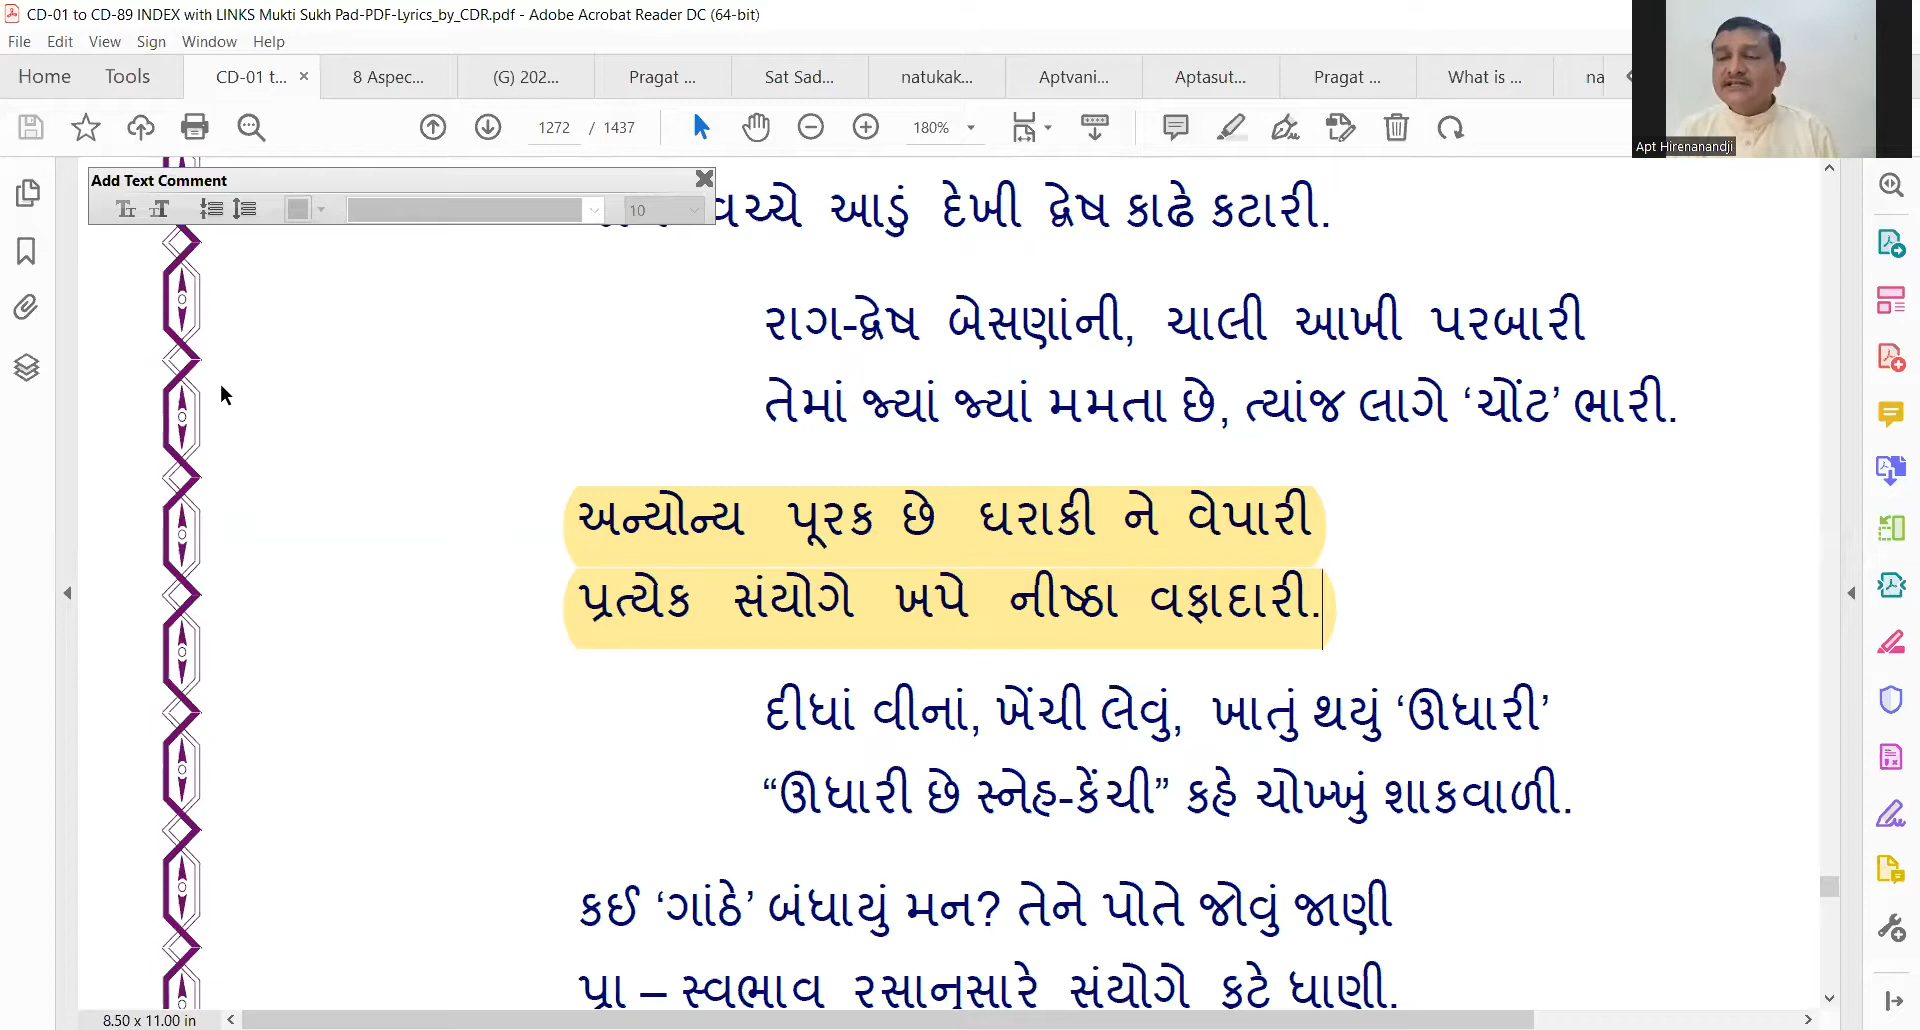 CD-01 to CD-89 INDEX with LINKS Mukti Sukh Pad-PDF-Lyrics_by_CDR.pdf - Adobe Acrobat Reader DC (64-bit)
File Edit View Sign Window Help
Home Tools CD-01 t... 8 Aspec... (G) 202... Pragat ... Sat Sad... natukak... Aptvani... Aptasut... Pragat ... What is ... na
1272 / 1437 180%
Apt Hirenanandji
Add Text Comment
10
વચ્ચે આડું દેખી દ્વેષ કાઢે કટારી.
રાગ-દ્વેષ બેસણાંની, ચાલી આખી પરબારી
તેમાં જ્યાં જ્યાં મમતા છે, ત્યાંજ લાગે ‘ચોંટ’ ભારી.
અન્યોન્ય પૂરક છે ઘરાકી ને વેપારી
પ્રત્યેક સંયોગે ખપે નીષ્ઠા વફાદારી.
દીધાં વીનાં, ખેંચી લેવું, ખાતું થયું ‘ઊધારી’
“ઊધારી છે સ્નેહ-કેંચી” કહે ચોખ્ખું શાકવાળી.
કઈ ‘ગાંઠે’ બંધાયું મન? તેને પોતે જોવું જાણી
પ્રા – સ્વભાવ રસાનુસારે સંયોગે ફુટે ધાણી.
8.50 x 11.00 in